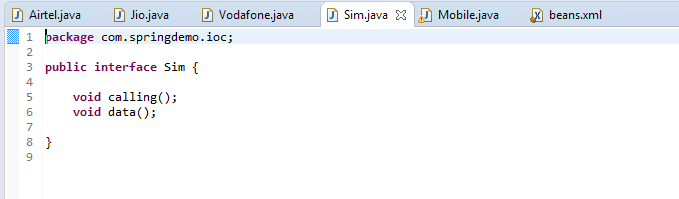 Airtel.java Jio.java Vodafone.java Sim.java Mobile.java beans.xml
1 package com.springdemo.ioc;
2
3 public interface Sim {
4
5 void calling();
6 void data();
7
8 }
9